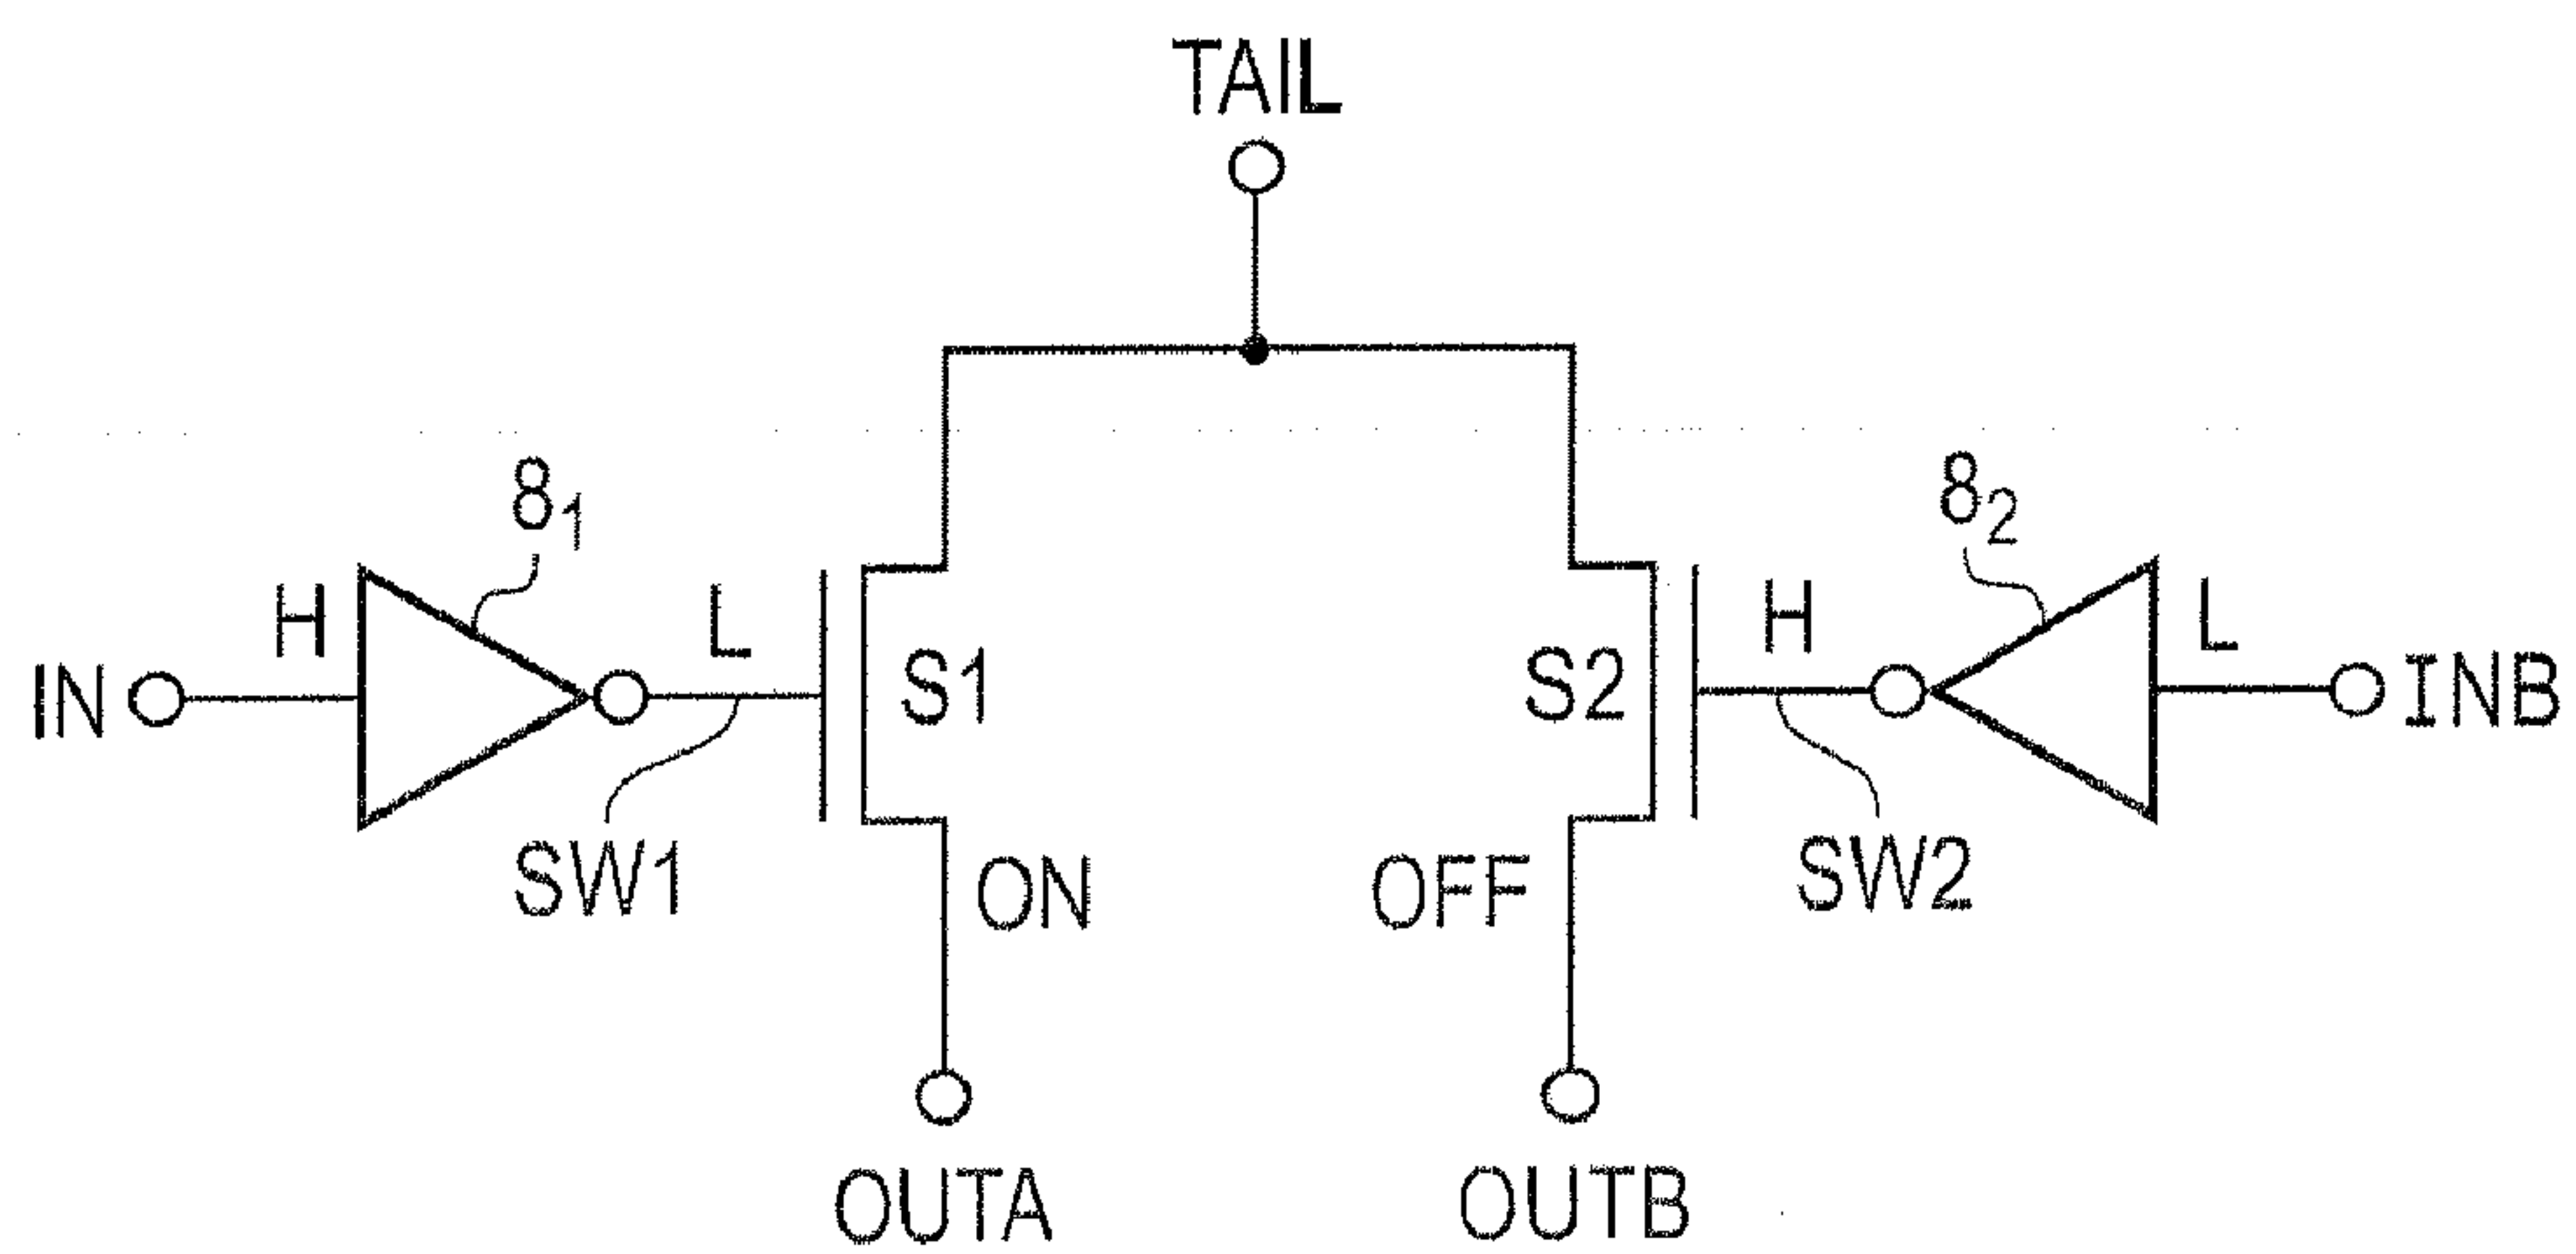 TAIL
8₁
8₂
H
L
H
L
IN
S1
S2
INB
SW1
ON
OFF
SW2
OUTA
OUTB